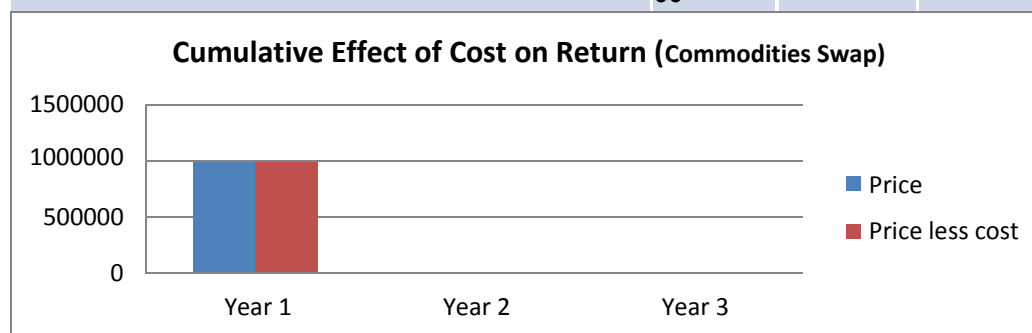 Cumulative Effect of Cost on Return (Commodities Swap)
1500000
1000000
500000
0
Year 1 Year 2 Year 3
Price
Price less cost